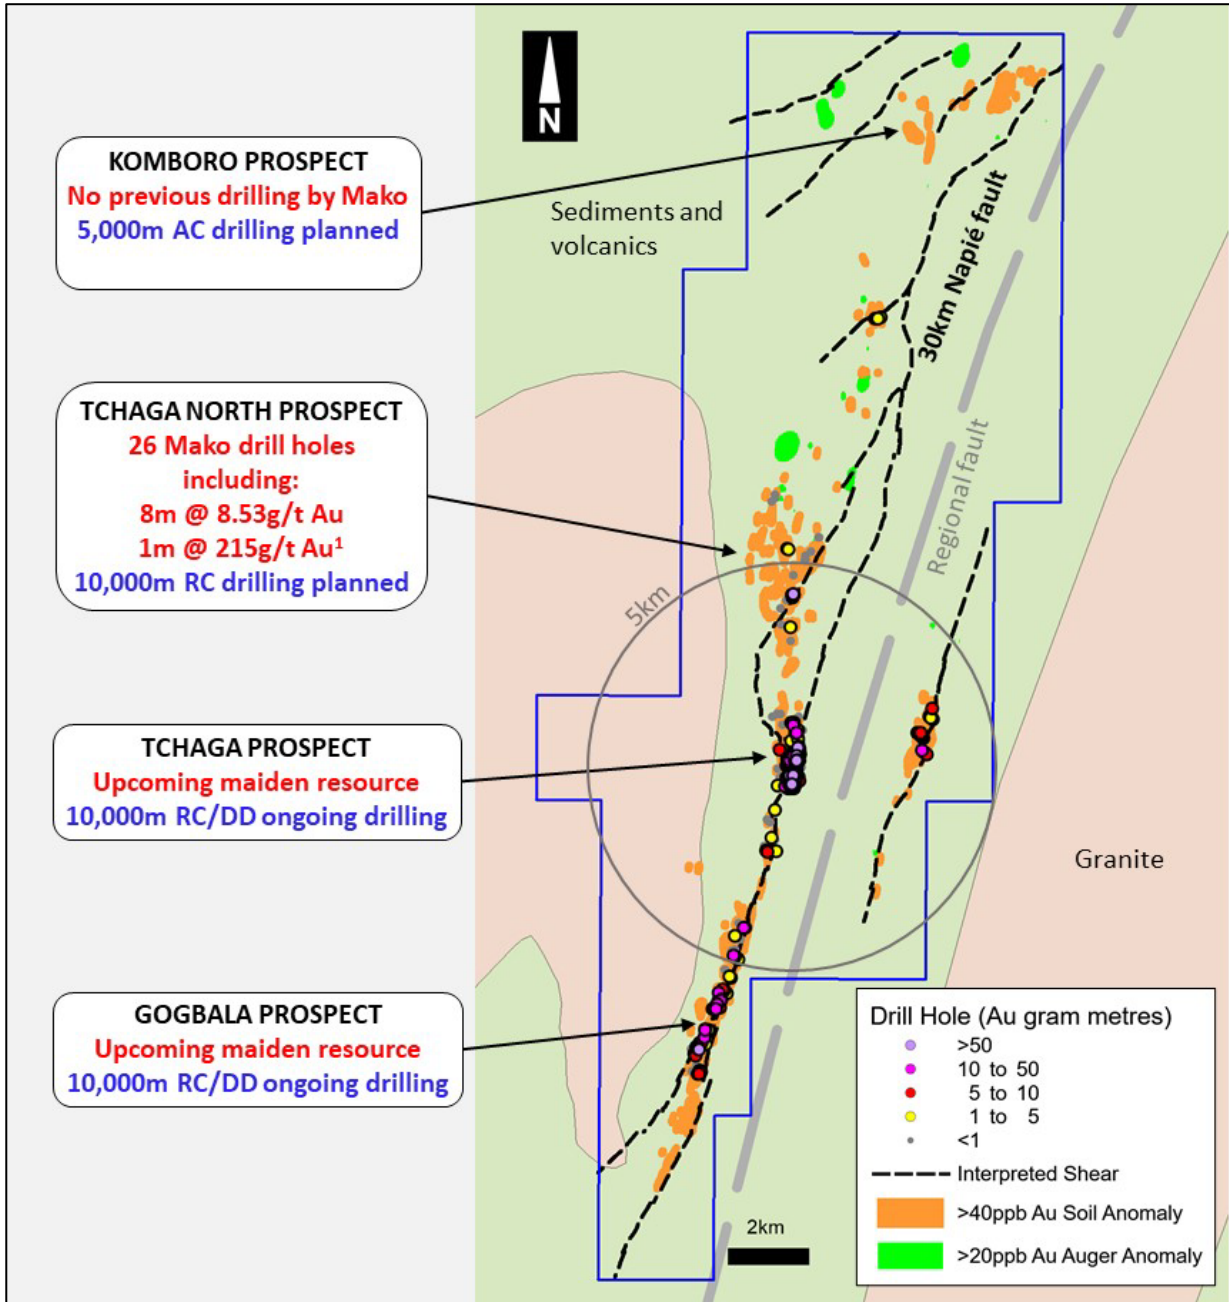 N
KOMBORO PROSPECT
No previous drilling by Mako
5,000m AC drilling planned
Sediments and
volcanics
30km Napié fault
TCHAGA NORTH PROSPECT
26 Mako drill holes
including:
8m @ 8.53g/t Au
1m @ 215g/t Au¹
10,000m RC drilling planned
Regional fault
5km
TCHAGA PROSPECT
Upcoming maiden resource
10,000m RC/DD ongoing drilling
Granite
GOGBALA PROSPECT
Upcoming maiden resource
10,000m RC/DD ongoing drilling
Drill Hole (Au gram metres)
>50
10 to 50
5 to 10
1 to 5
<1
Interpreted Shear
>40ppb Au Soil Anomaly
>20ppb Au Auger Anomaly
2km